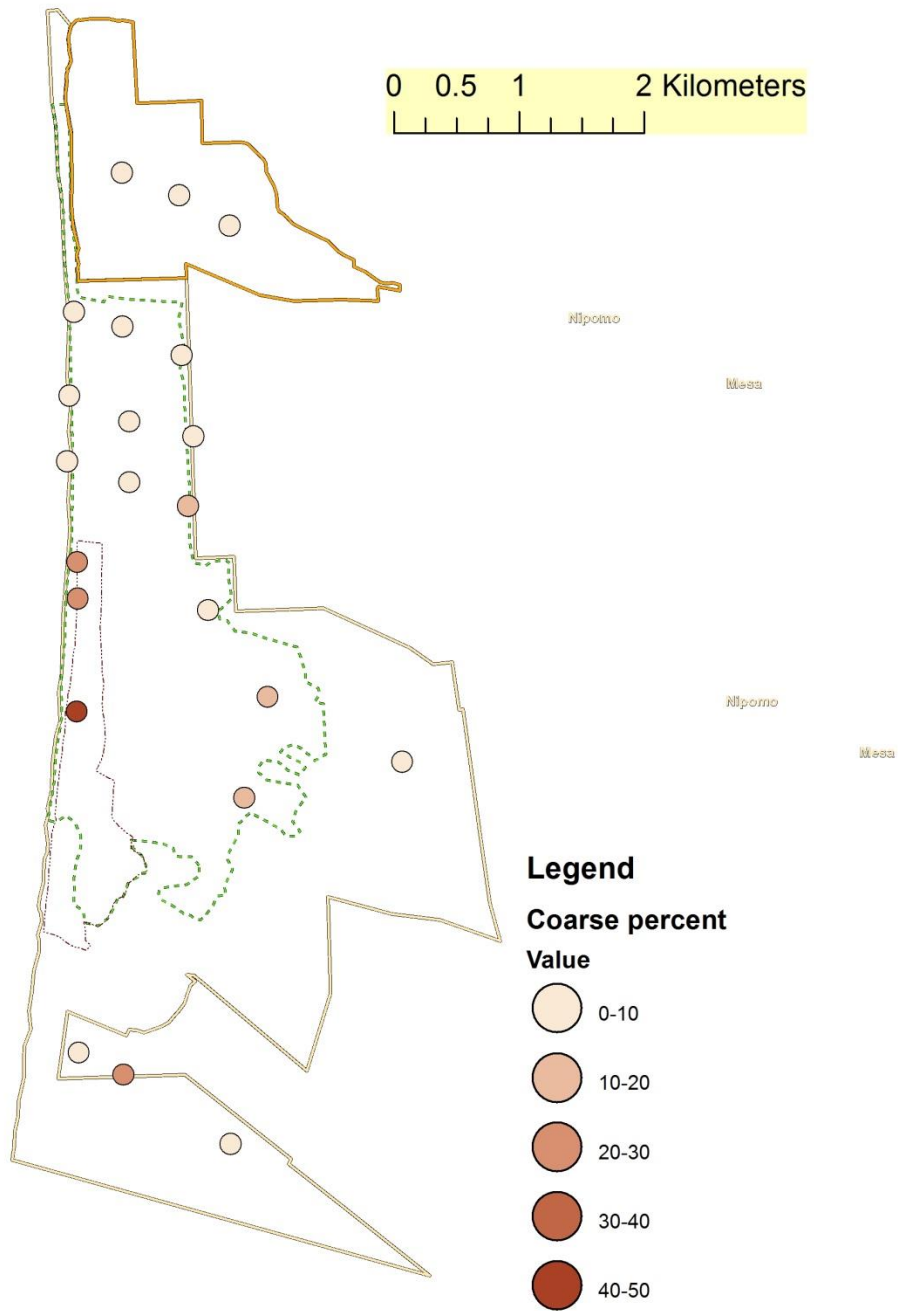 0 0.5 1 2 Kilometers
Nipomo
Mesa
Nipomo
Mesa
Legend
Coarse percent
Value
0-10
10-20
20-30
30-40
40-50